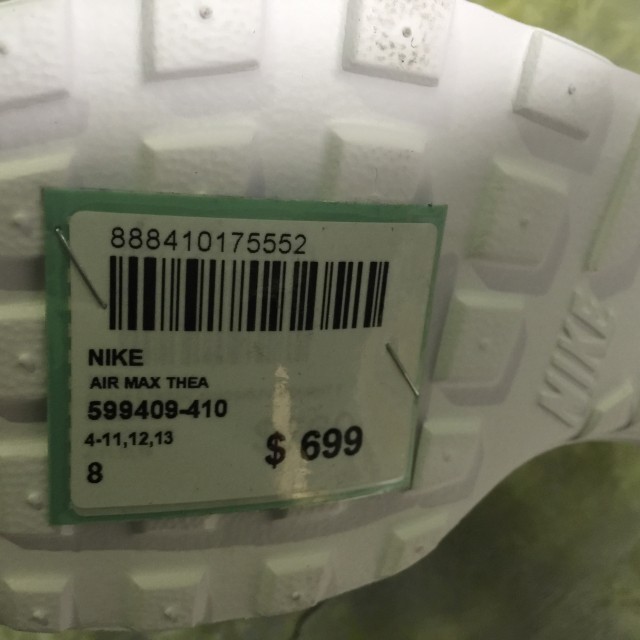 888410175552
NIKE
AIR MAX THEA
599409-410
4-11,12,13
$ 699
8
NIKE